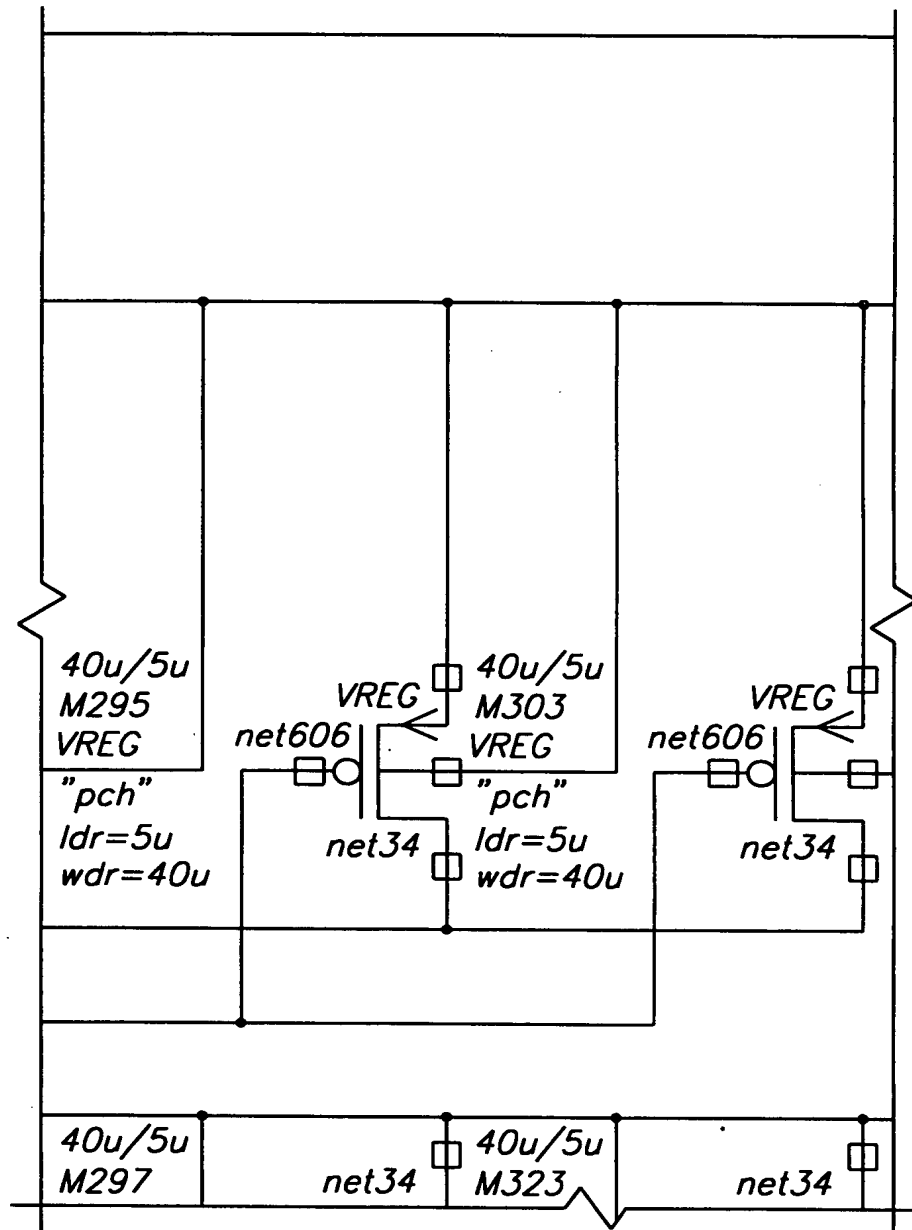 40u/5u
M295
VREG
"pch"
ldr=5u
wdr=40u
VREG
net606
net34
40u/5u
M303
VREG
"pch"
ldr=5u
wdr=40u
VREG
net606
net34
40u/5u
M297
net34
40u/5u
M323
net34